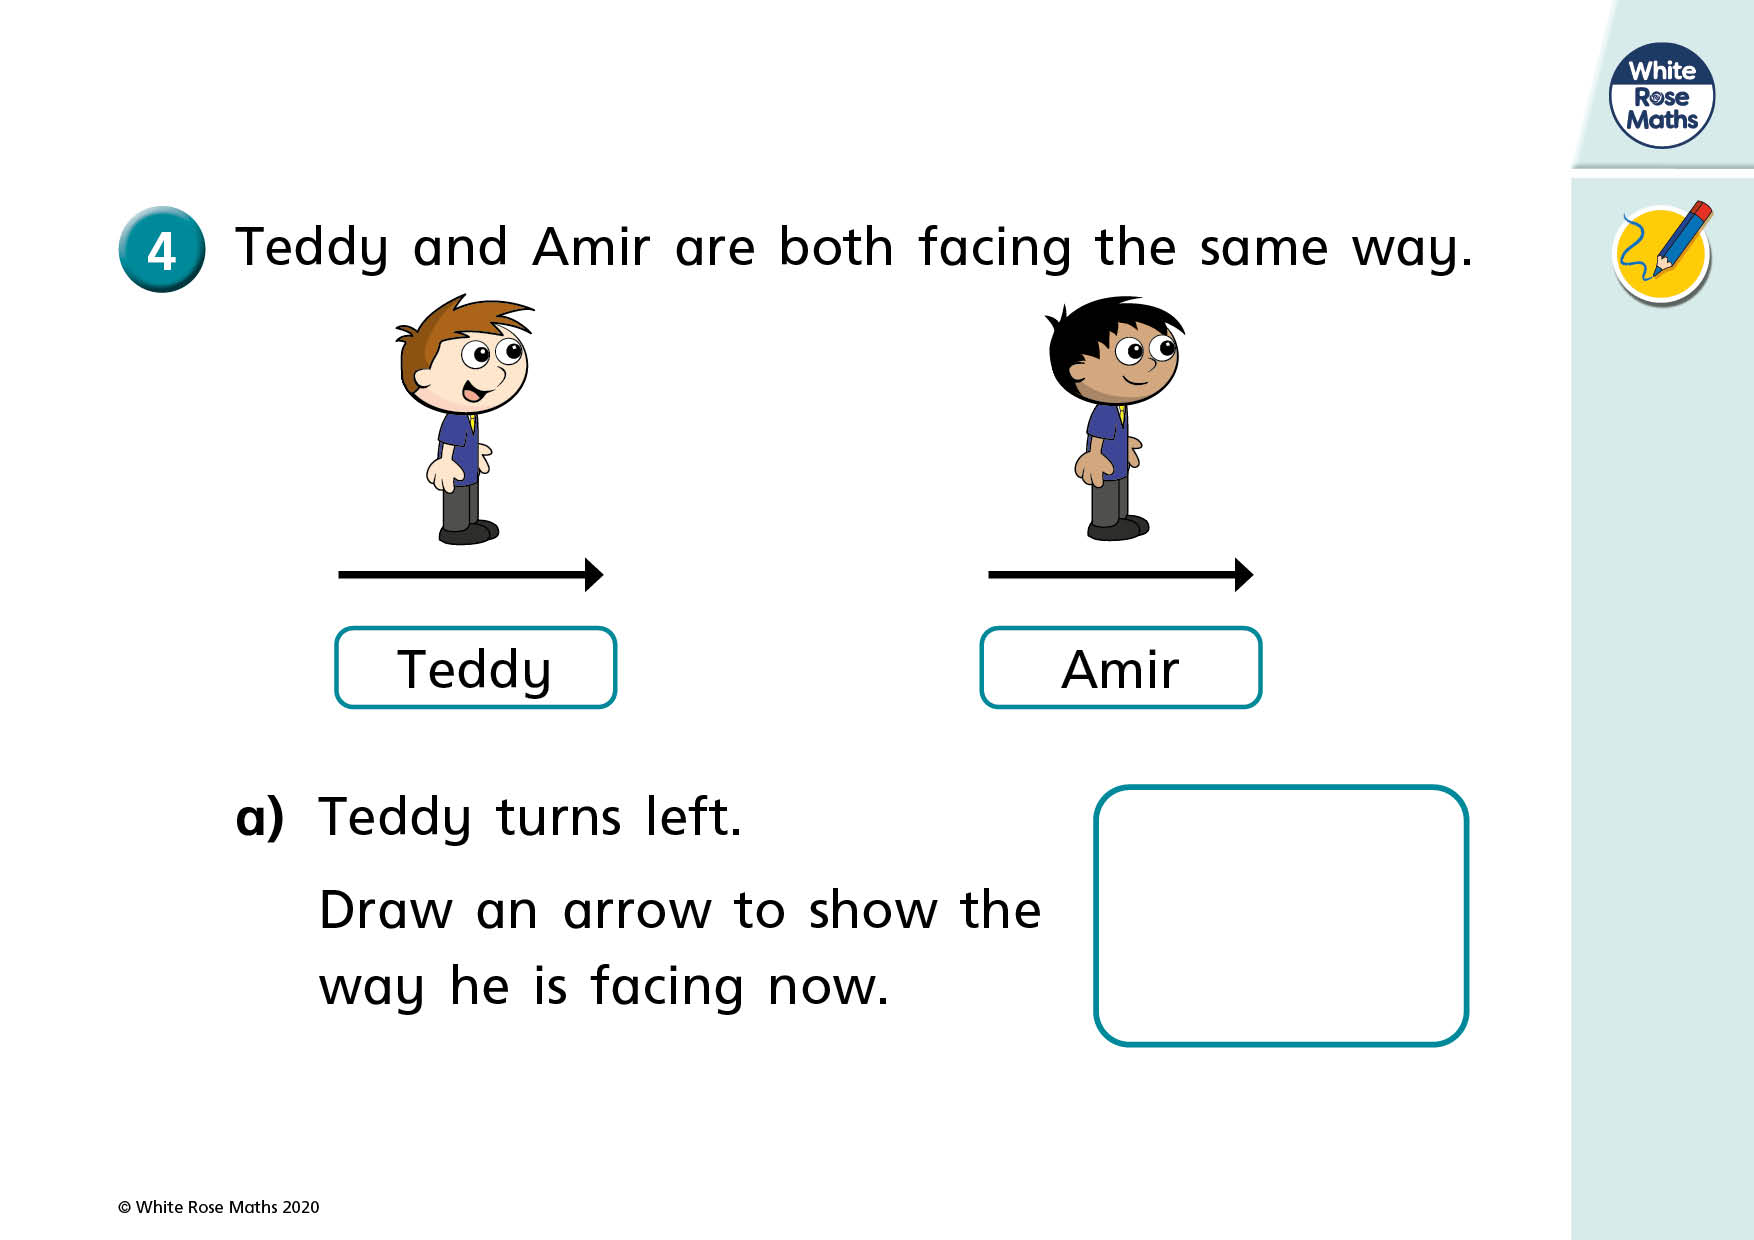 White
Rose
Maths
4 Teddy and Amir are both facing the same way.
Teddy
Amir
a) Teddy turns left.
Draw an arrow to show the
way he is facing now.
© White Rose Maths 2020